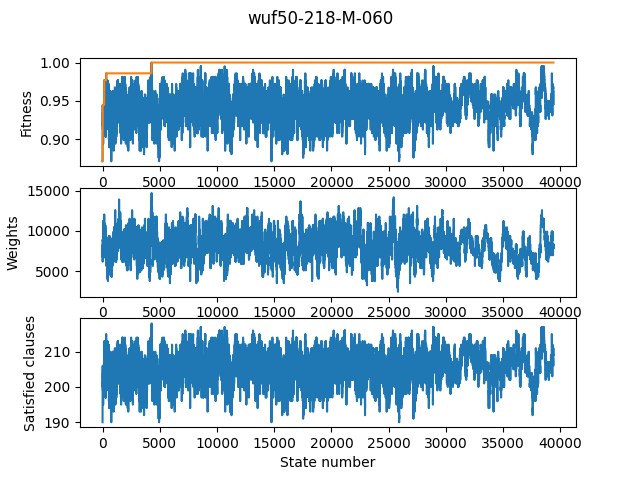 wuf50-218-M-060
1.00
0.95
0.90
Fitness
0 5000 10000 15000 20000 25000 30000 35000 40000
15000
10000
5000
Weights
0 5000 10000 15000 20000 25000 30000 35000 40000
210
200
190
Satisfied clauses
0 5000 10000 15000 20000 25000 30000 35000 40000
State number